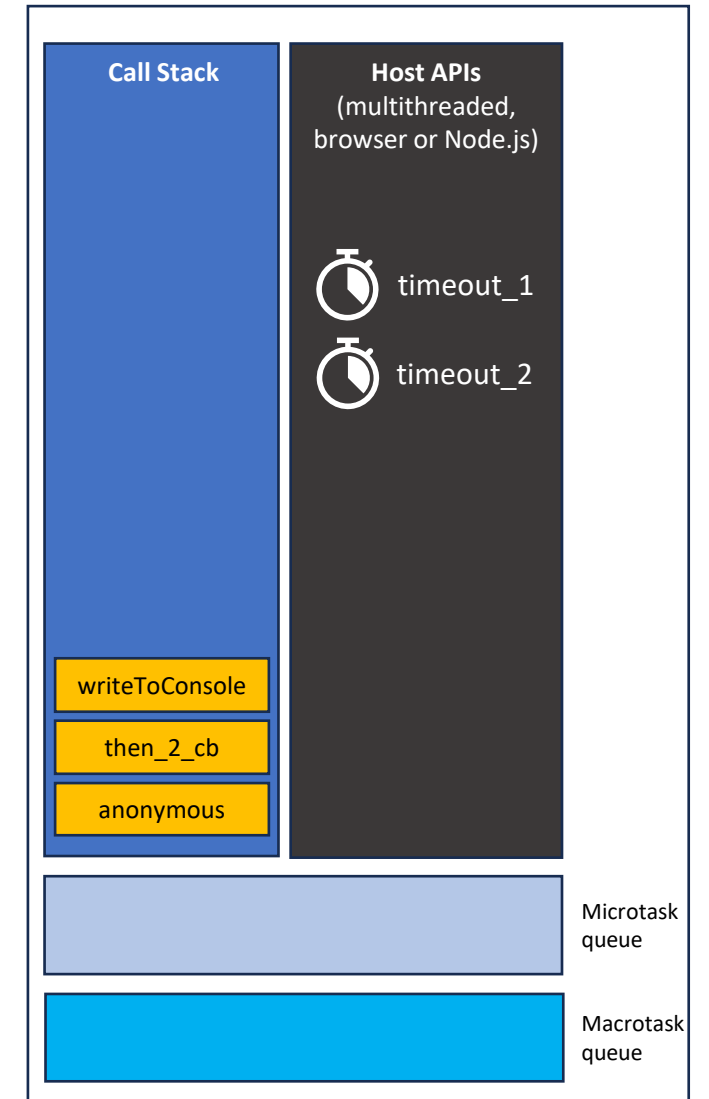 Call Stack
Host APIs
(multithreaded,
browser or Node.js)
timeout_1
timeout_2
writeToConsole
then_2_cb
anonymous
Microtask
queue
Macrotask
queue